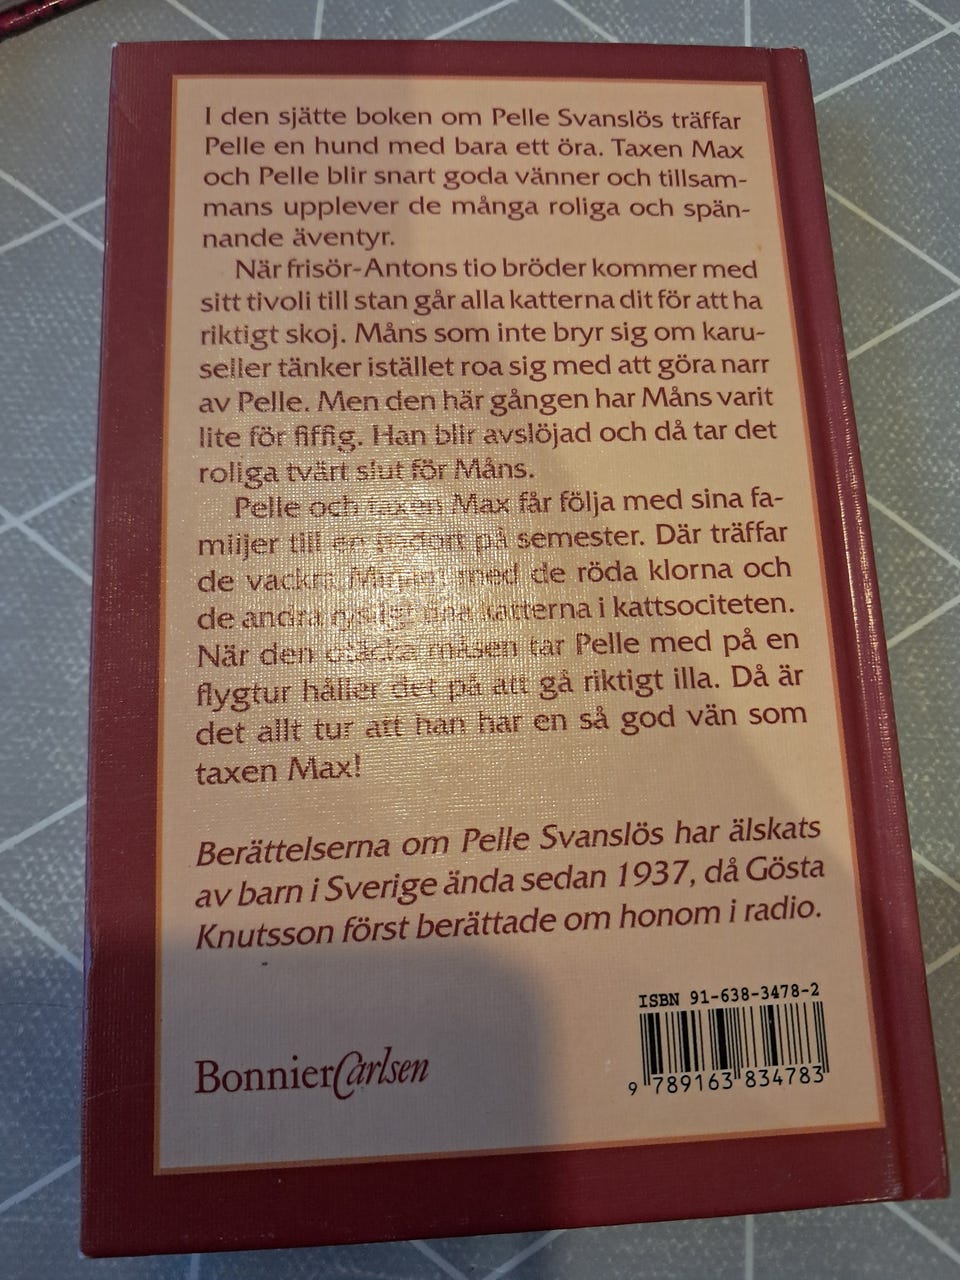 I den sjätte boken om Pelle Svanslös träffar
Pelle en hund med bara ett öra. Taxen Max
och Pelle blir snart goda vänner och tillsam-
mans upplever de många roliga och spän-
nande äventyr.
När frisör-Antons tio bröder kommer med
sitt tivoli till stan går alla katterna dit för att ha
riktigt skoj. Måns som inte bryr sig om karu-
seller tänker istället roa sig med att göra narr
av Pelle. Men den här gången har Måns varit
lite för fiffig. Han blir avslöjad och då tar det
roliga tvärt slut för Måns.
Pelle och taxen Max får följa med sina fa-
miljer till en badort på semester. Där träffar
de vackra med de röda klorna och
de andra fina katterna i kattsociteten.
När den måsen tar Pelle med på en
flygtur håller det på att gå riktigt illa. Då är
det allt tur att han har en så god vän som
taxen Max!
Berättelserna om Pelle Svanslös har älskats
av barn i Sverige ända sedan 1937, då Gösta
Knutsson först berättade om honom i radio.
ISBN 91-638-3478-2
BonnierCarlsen
9 789163 834783